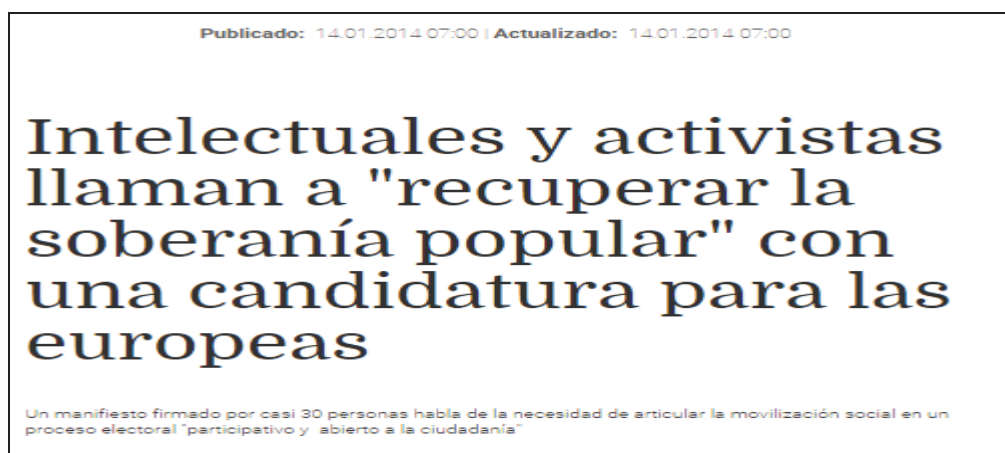 Publicado: 14.01.2014 07:00 | Actualizado: 14.01.2014 07:00
Intelectuales y activistas
llaman a "recuperar la
soberanía popular" con
una candidatura para las
europeas
Un manifiesto firmado por casi 30 personas habla de la necesidad de articular la movilización social en un
proceso electoral "participativo y abierto a la ciudadanía"